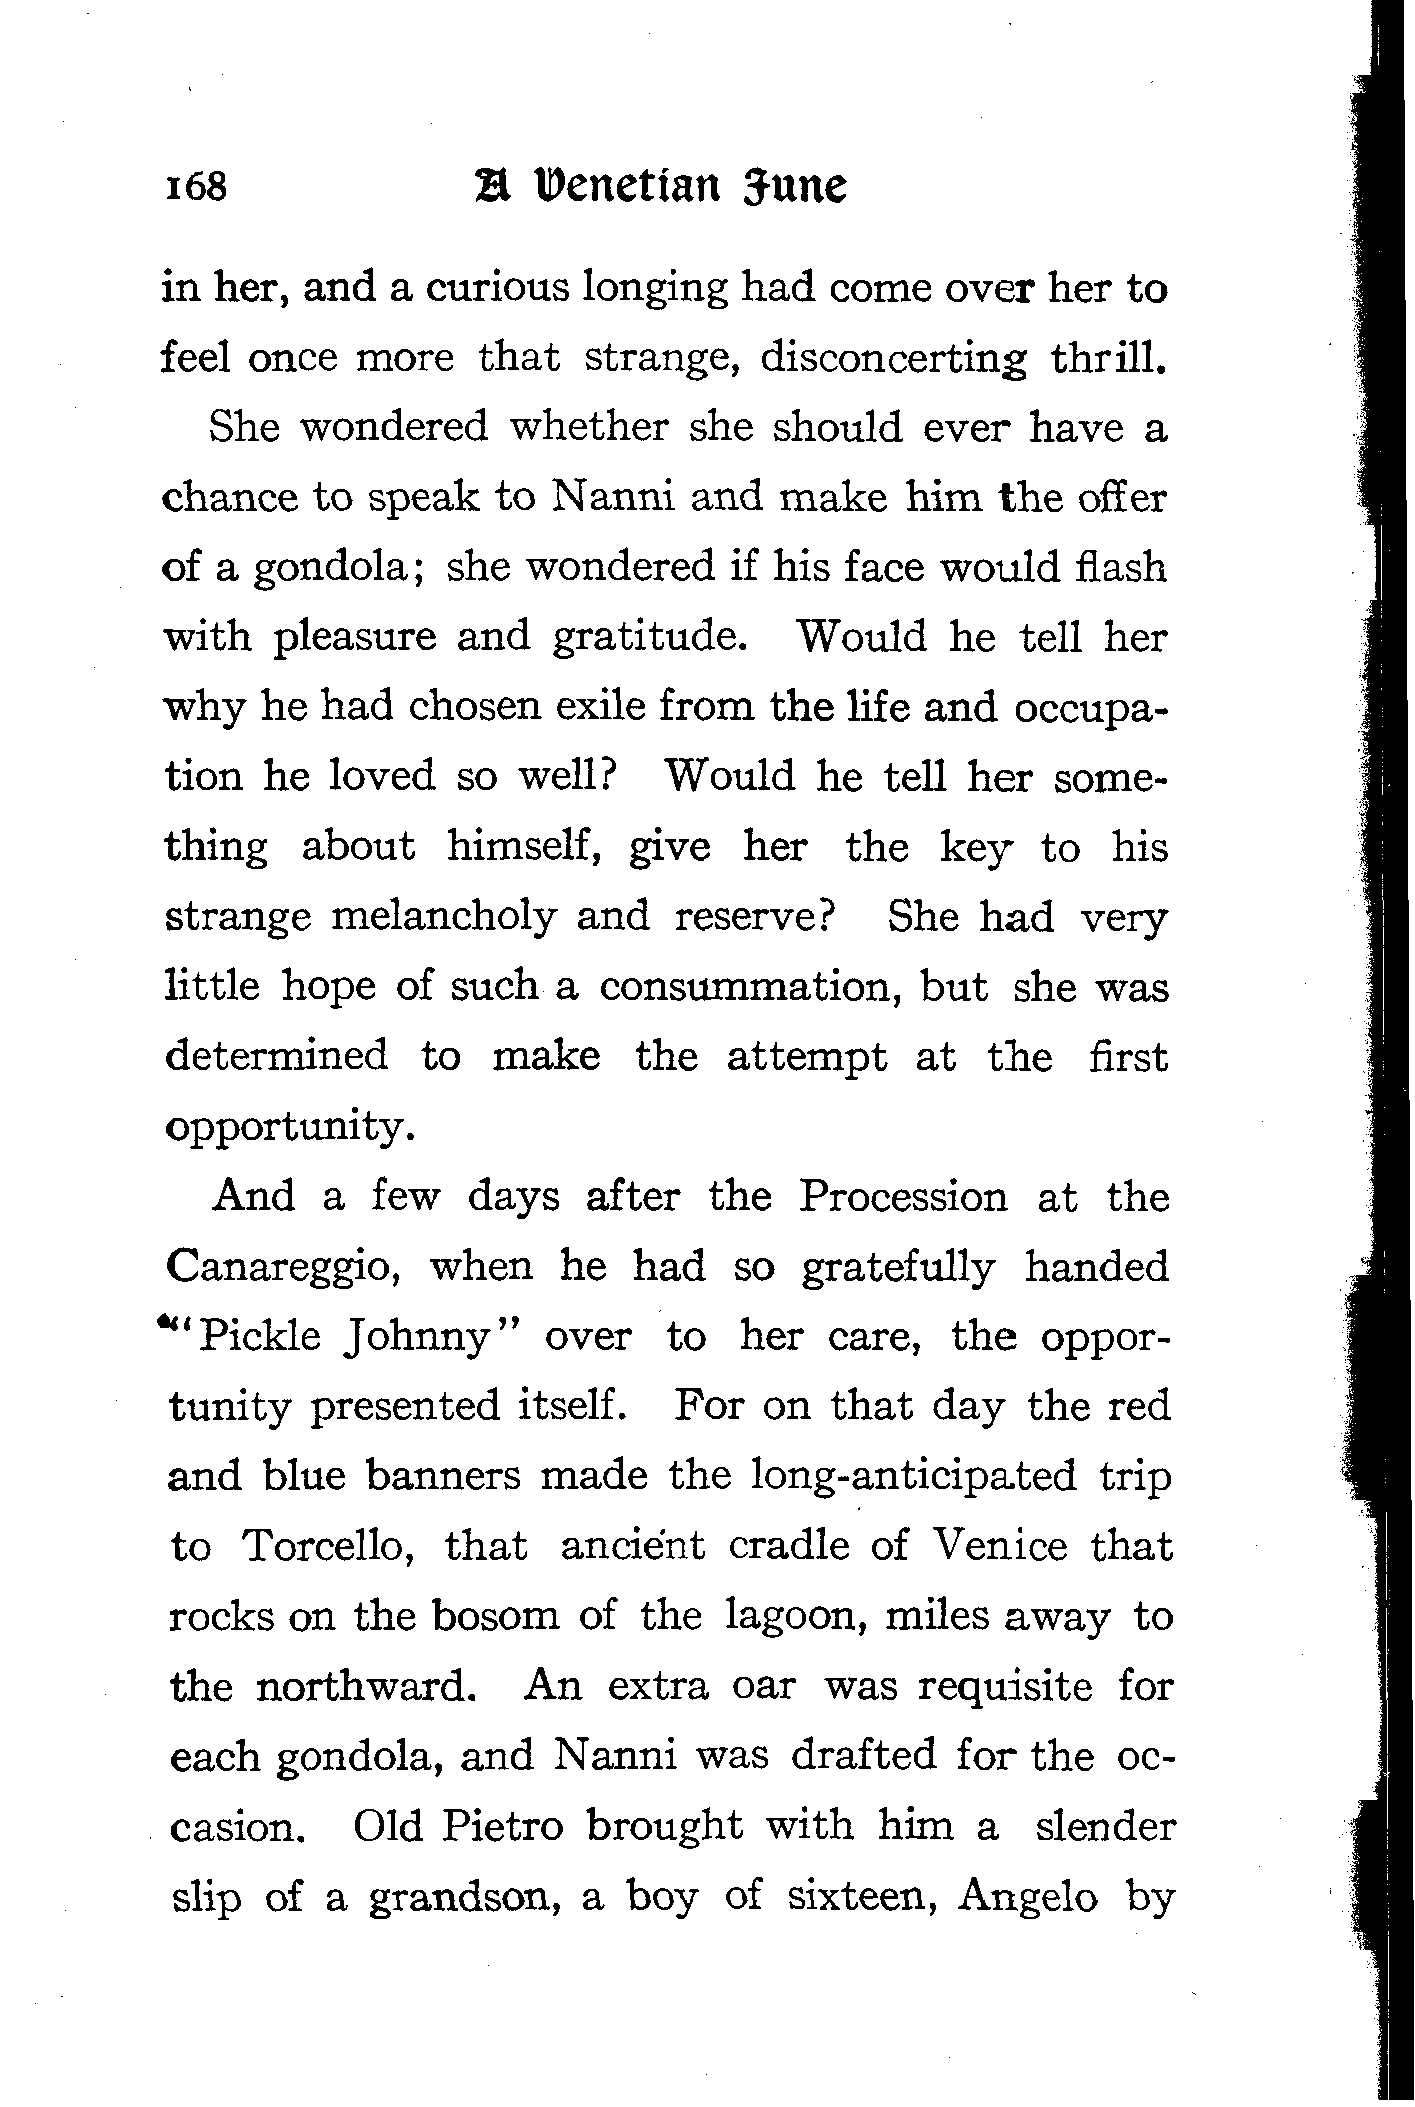 168 A Venetian June
in her, and a curious longing had come over her to
feel once more that strange, disconcerting thrill.
She wondered whether she should ever have a
chance to speak to Nanni and make him the offer
of a gondola; she wondered if his face would flash
with pleasure and gratitude. Would he tell her
why he had chosen exile from the life and occupa-
tion he loved so well? Would he tell her some-
thing about himself, give her the key to his
strange melancholy and reserve? She had very
little hope of such a consummation, but she was
determined to make the attempt at the first
opportunity.
And a few days after the Procession at the
Canareggio, when he had so gratefully handed
“Pickle Johnny” over to her care, the oppor-
tunity presented itself. For on that day the red
and blue banners made the long-anticipated trip
to Torcello, that ancient cradle of Venice that
rocks on the bosom of the lagoon, miles away to
the northward. An extra oar was requisite for
each gondola, and Nanni was drafted for the oc-
casion. Old Pietro brought with him a slender
slip of a grandson, a boy of sixteen, Angelo by